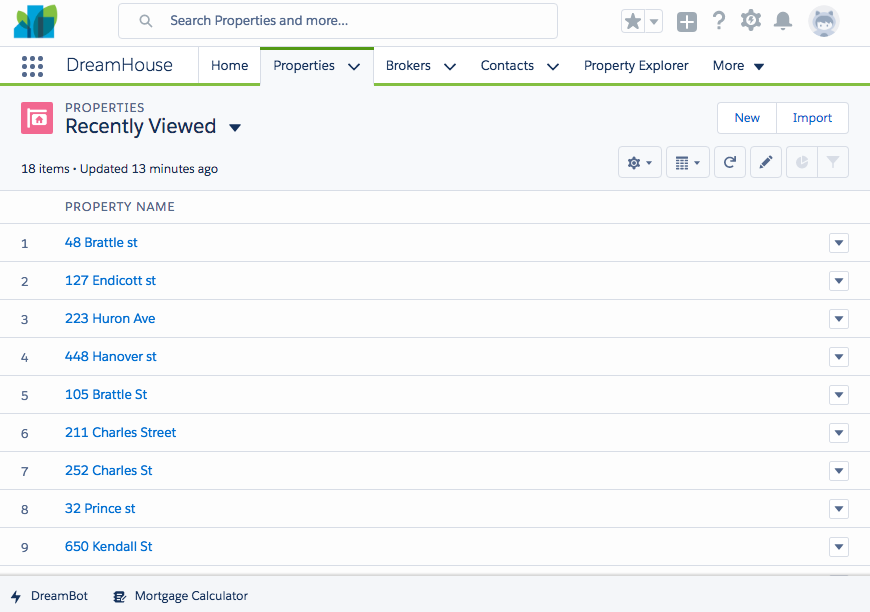 Search Properties and more...
DreamHouse
Home
Properties
Brokers
Contacts
Property Explorer
More
PROPERTIES
Recently Viewed
New
Import
18 items • Updated 13 minutes ago
PROPERTY NAME
1 48 Brattle st
2 127 Endicott st
3 223 Huron Ave
4 448 Hanover st
5 105 Brattle St
6 211 Charles Street
7 252 Charles St
8 32 Prince st
9 650 Kendall St
DreamBot
Mortgage Calculator